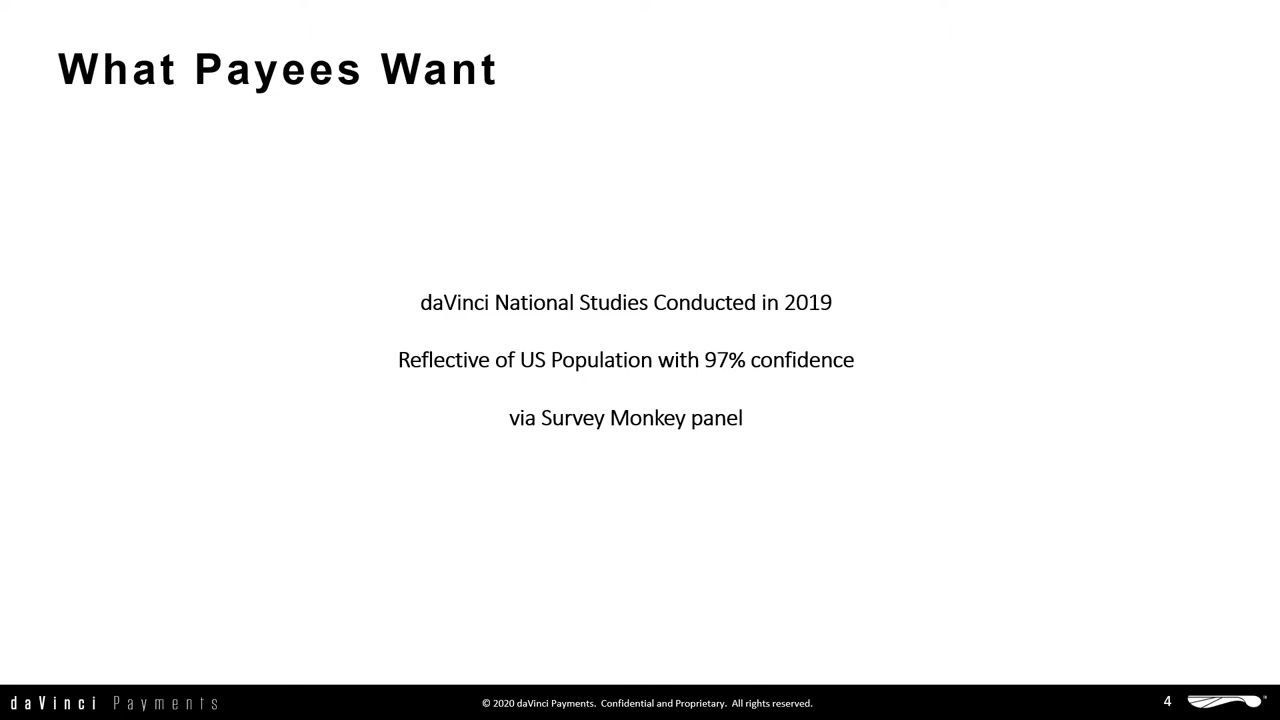 What Payees Want
daVinci National Studies Conducted in 2019
Reflective of US Population with 97% confidence
via Survey Monkey panel
daVinci Payments
© 2020 daVinci Payments. Confidential and Proprietary. All rights reserved.
4
™